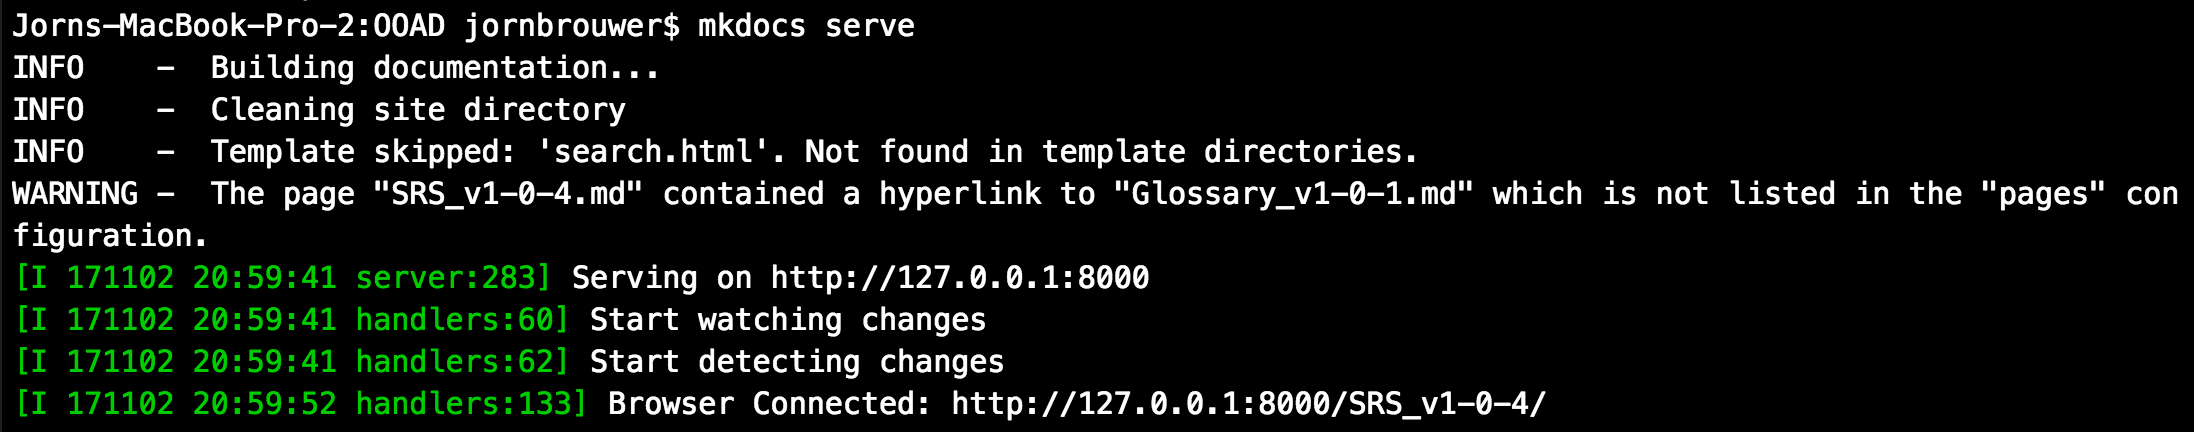 Jorns-MacBook-Pro-2:OOAD jornbrouwer$ mkdocs serve
INFO    -  Building documentation...
INFO    -  Cleaning site directory
INFO    -  Template skipped: 'search.html'. Not found in template directories.
WARNING -  The page "SRS_v1-0-4.md" contained a hyperlink to "Glossary_v1-0-1.md" which is not listed in the "pages" con
figuration.
[I 171102 20:59:41 server:283] Serving on http://127.0.0.1:8000
[I 171102 20:59:41 handlers:60] Start watching changes
[I 171102 20:59:41 handlers:62] Start detecting changes
[I 171102 20:59:52 handlers:133] Browser Connected: http://127.0.0.1:8000/SRS_v1-0-4/